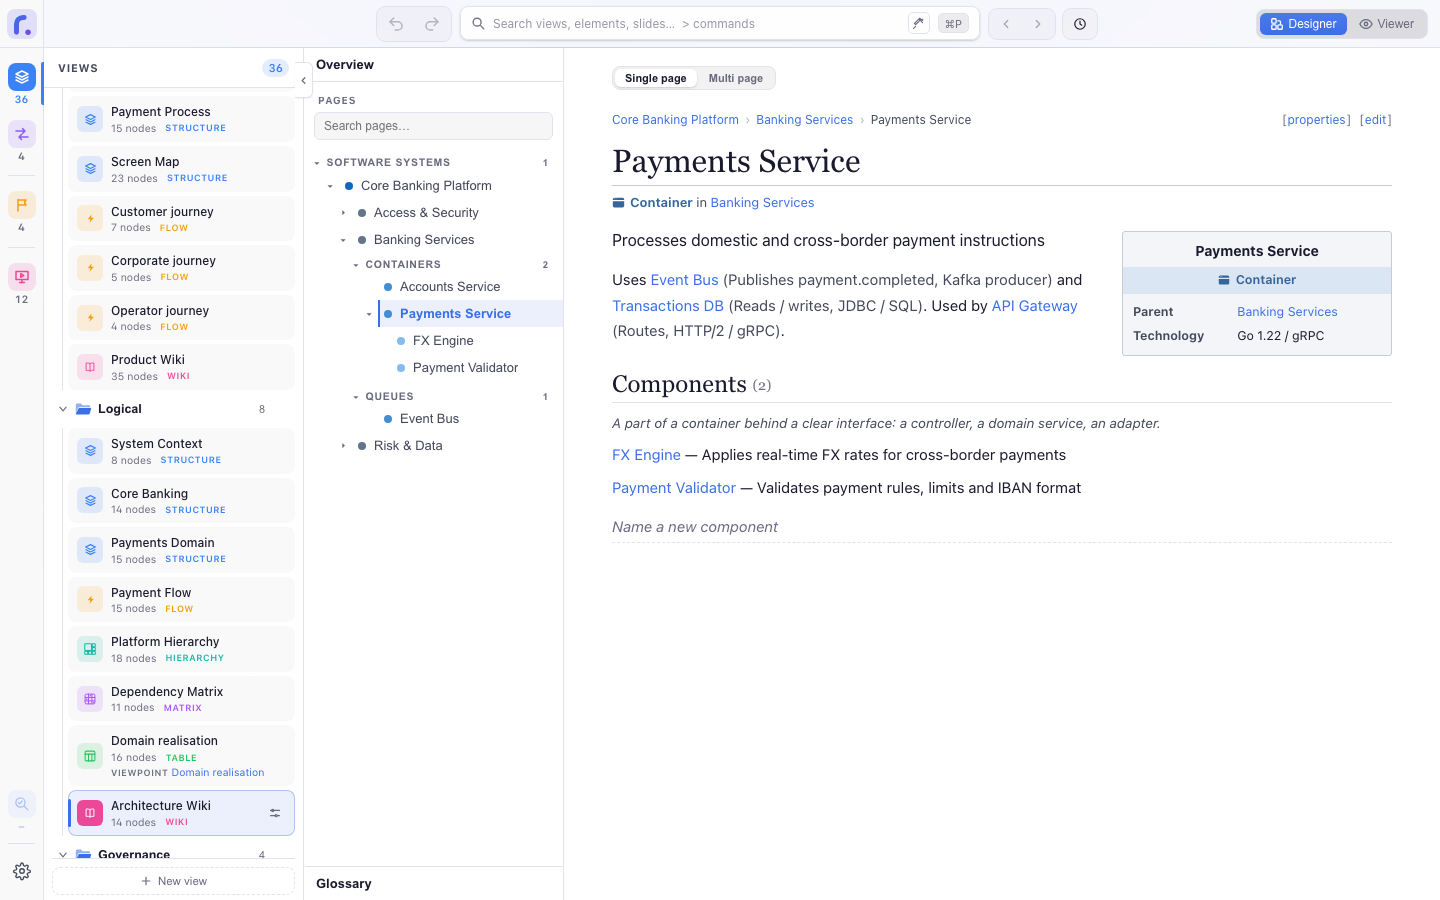 Search views, elements, slides... > commands
⌘P
Designer
Viewer
36
4
4
12
–
VIEWS
36
Payment Process
15 nodes STRUCTURE
Screen Map
23 nodes STRUCTURE
Customer journey
7 nodes FLOW
Corporate journey
5 nodes FLOW
Operator journey
4 nodes FLOW
Product Wiki
35 nodes WIKI
Logical 8
System Context
8 nodes STRUCTURE
Core Banking
14 nodes STRUCTURE
Payments Domain
15 nodes STRUCTURE
Payment Flow
15 nodes FLOW
Platform Hierarchy
18 nodes HIERARCHY
Dependency Matrix
11 nodes MATRIX
Domain realisation
16 nodes TABLE
VIEWPOINT Domain realisation
Architecture Wiki
14 nodes WIKI
Governance 4
+ New view
Overview
PAGES
Search pages...
SOFTWARE SYSTEMS 1
Core Banking Platform
Access & Security
Banking Services
CONTAINERS 2
Accounts Service
Payments Service
FX Engine
Payment Validator
QUEUES 1
Event Bus
Risk & Data
Glossary
Single page Multi page
Core Banking Platform › Banking Services › Payments Service
[properties] [edit]
Payments Service
Container in Banking Services
Processes domestic and cross-border payment instructions
Uses Event Bus (Publishes payment.completed, Kafka producer) and
Transactions DB (Reads / writes, JDBC / SQL). Used by API Gateway
(Routes, HTTP/2 / gRPC).
Payments Service
Container
Parent Banking Services
Technology Go 1.22 / gRPC
Components (2)
A part of a container behind a clear interface: a controller, a domain service, an adapter.
FX Engine — Applies real-time FX rates for cross-border payments
Payment Validator — Validates payment rules, limits and IBAN format
Name a new component